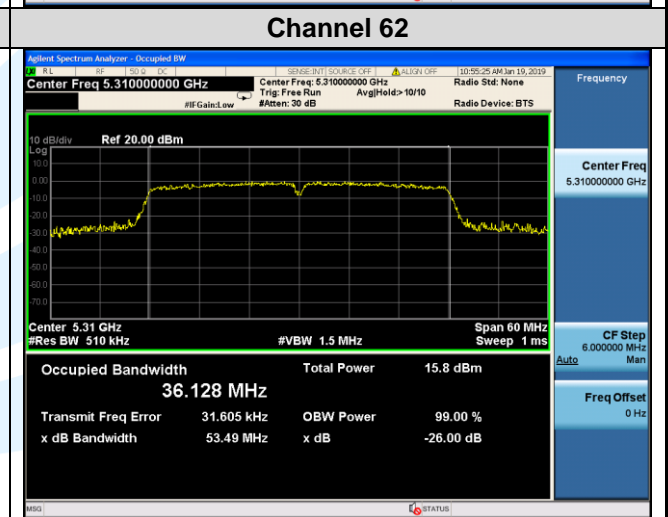 Channel 62
Agilent Spectrum Analyzer - Occupied BW
RL RF 50 Ω DC SENSE:INT SOURCE OFF ALIGN OFF 10:55:25 AM Jan 19, 2019
Center Freq 5.310000000 GHz
Center Freq: 5.310000000 GHz
Radio Std: None
Trig: Free Run Avg|Hold:> 10/10
#IFGain:Low #Atten: 30 dB Radio Device: BTS
Frequency
10 dB/div Ref 20.00 dBm
Log
10.0
0.00
-10.0
-20.0
-30.0
-40.0
-50.0
-60.0
-70.0
Center 5.31 GHz Span 60 MHz
#Res BW 510 kHz #VBW 1.5 MHz Sweep 1 ms
Occupied Bandwidth Total Power 15.8 dBm
36.128 MHz
Transmit Freq Error 31.605 kHz OBW Power 99.00 %
x dB Bandwidth 53.49 MHz x dB -26.00 dB
Center Freq
5.310000000 GHz
CF Step
6.000000 MHz
Auto Man
Freq Offset
0 Hz
MSG STATUS